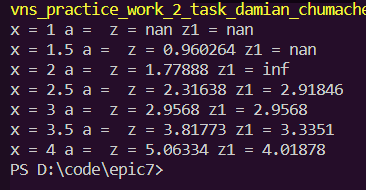 vns_practice_work_2_task_damian_chumache
x = 1 a =  z = nan z1 = nan
x = 1.5 a =  z = 0.960264 z1 = nan
x = 2 a =  z = 1.77888 z1 = inf
x = 2.5 a =  z = 2.31638 z1 = 2.91846
x = 3 a =  z = 2.9568 z1 = 2.9568
x = 3.5 a =  z = 3.81773 z1 = 3.3351
x = 4 a =  z = 5.06334 z1 = 4.01878
PS D:\code\epic7>